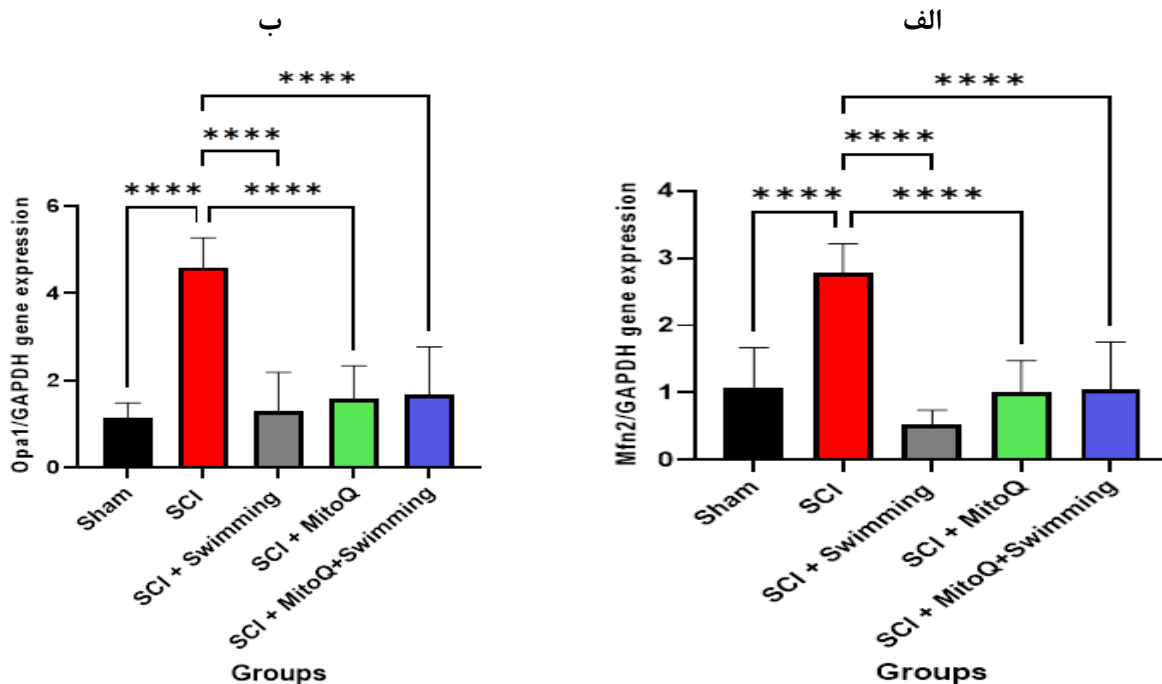 الف
****
****
****
****
Mfn2/GAPDH gene expression
4
3
2
1
0
Sham
SCI
SCI + Swimming
SCI + MitoQ
SCI + MitoQ+Swimming
Groups
ب
****
****
****
****
Opa1/GAPDH gene expression
6
4
2
0
Sham
SCI
SCI + Swimming
SCI + MitoQ
SCI + MitoQ+Swimming
Groups